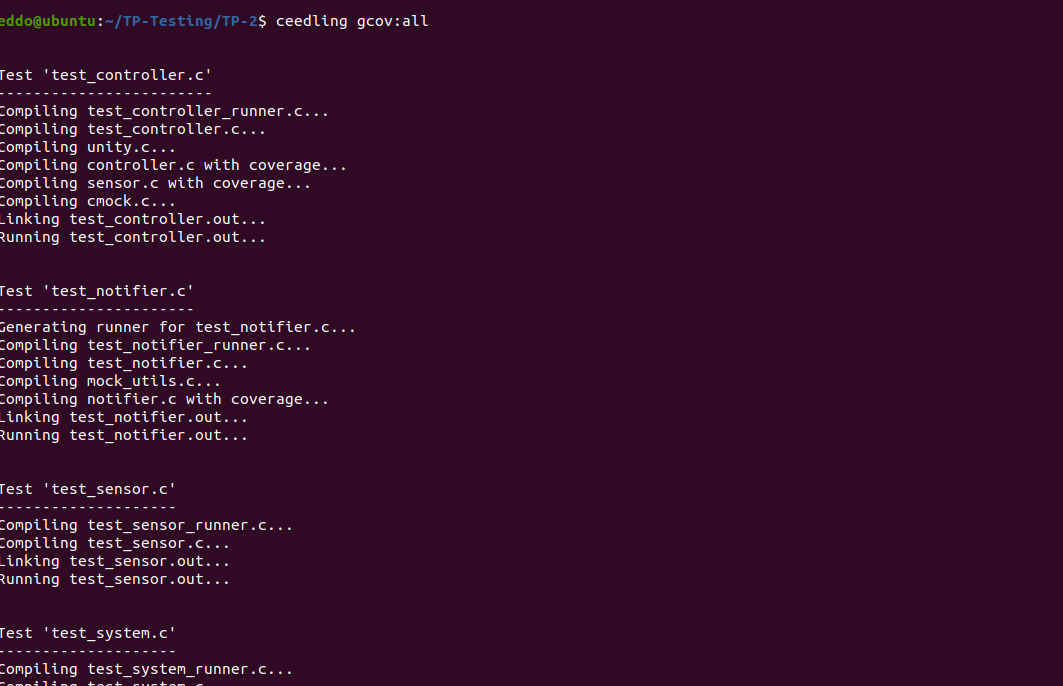 eddo@ubuntu:~/TP-Testing/TP-2$ ceedling gcov:all
Test 'test_controller.c'
------------------------
Compiling test_controller_runner.c...
Compiling test_controller.c...
Compiling unity.c...
Compiling controller.c with coverage...
Compiling sensor.c with coverage...
Compiling cmock.c...
Linking test_controller.out...
Running test_controller.out...
Test 'test_notifier.c'
----------------------
Generating runner for test_notifier.c...
Compiling test_notifier_runner.c...
Compiling test_notifier.c...
Compiling mock_utils.c...
Compiling notifier.c with coverage...
Linking test_notifier.out...
Running test_notifier.out...
Test 'test_sensor.c'
--------------------
Compiling test_sensor_runner.c...
Compiling test_sensor.c...
Linking test_sensor.out...
Running test_sensor.out...
Test 'test_system.c'
--------------------
Compiling test_system_runner.c...
Compiling test_system.c